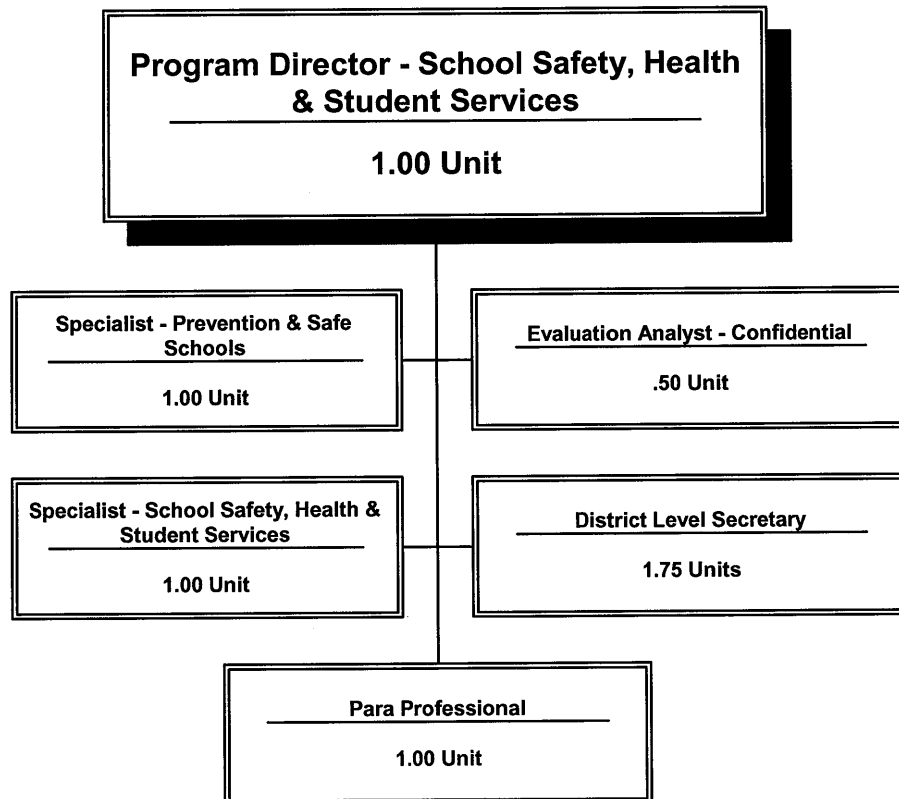 Program Director - School Safety, Health
& Student Services
1.00 Unit
Specialist - Prevention & Safe
Schools
1.00 Unit
Evaluation Analyst - Confidential
.50 Unit
Specialist - School Safety, Health &
Student Services
1.00 Unit
District Level Secretary
1.75 Units
Para Professional
1.00 Unit